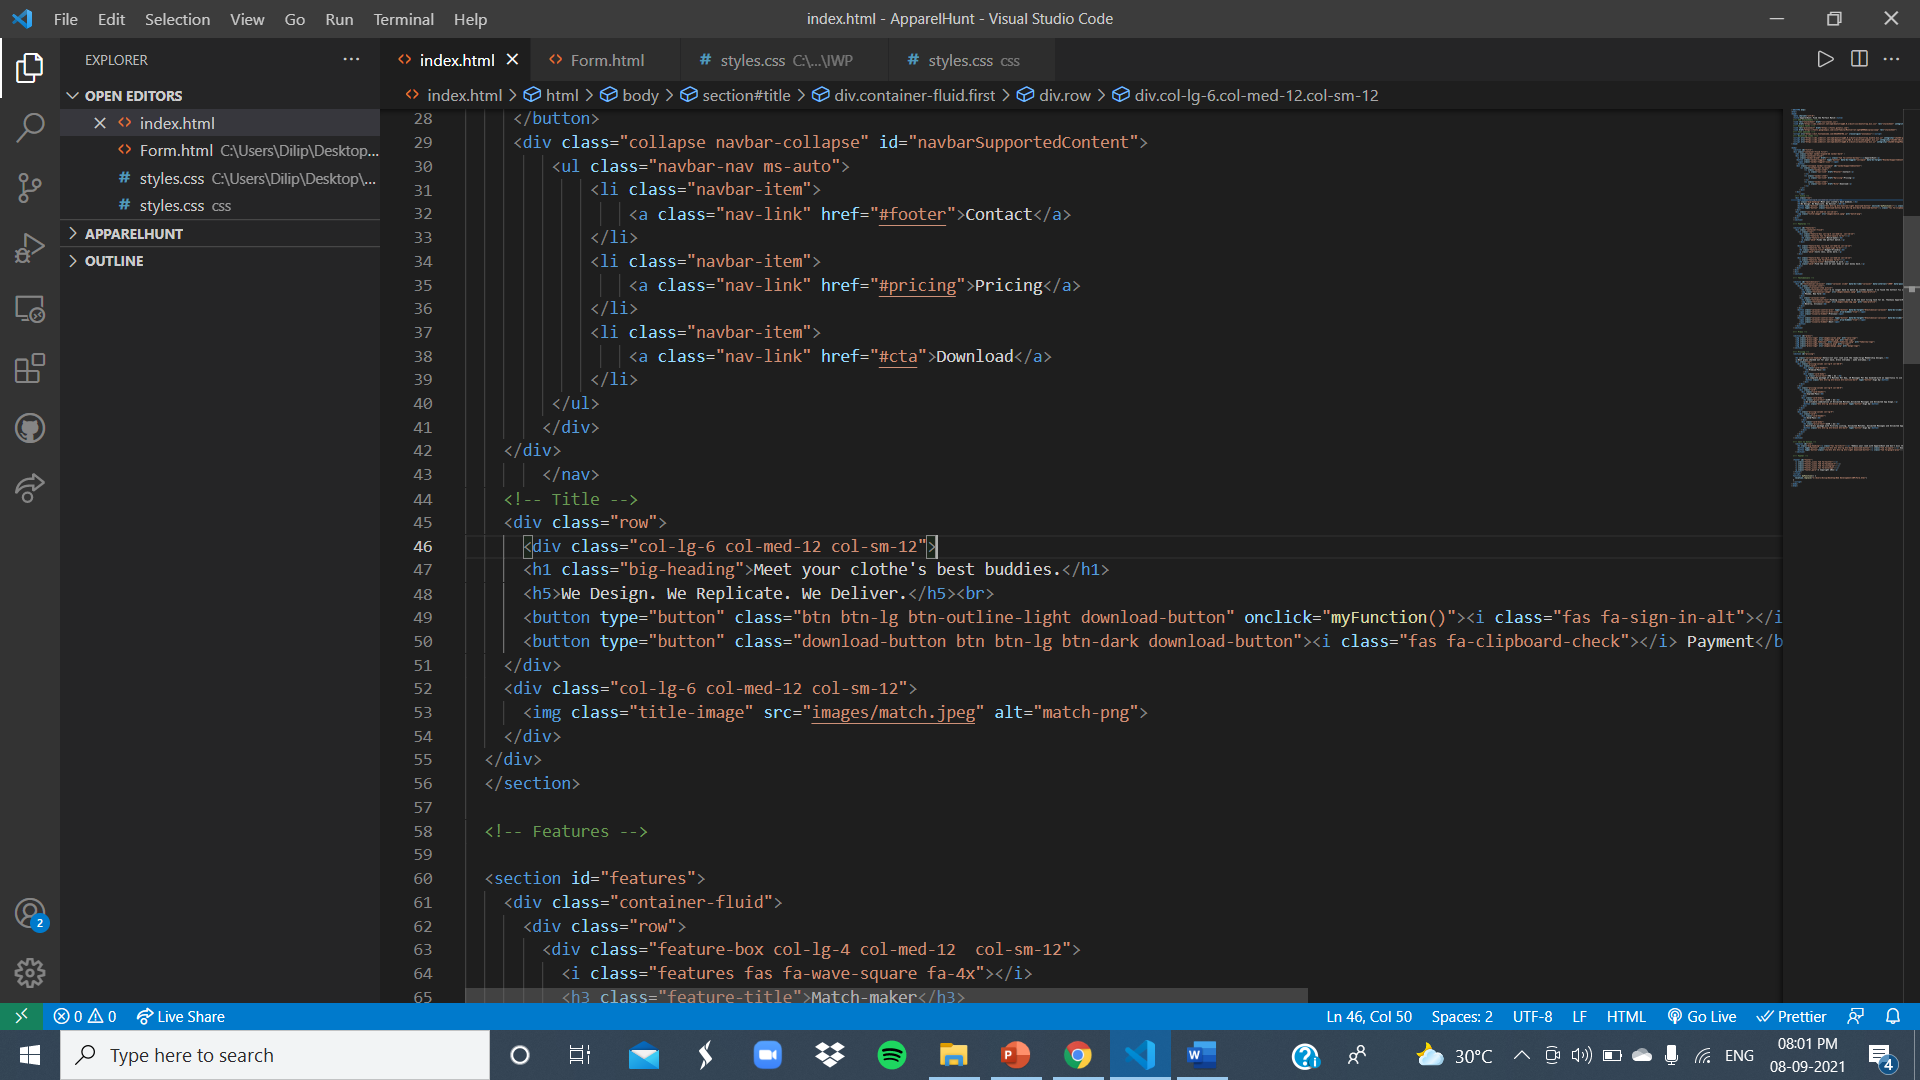 File Edit Selection View Go Run Terminal Help index.html - ApparelHunt - Visual Studio Code
EXPLORER
OPEN EDITORS
index.html
Form.html C:\Users\Dilip\Desktop...
styles.css C:\Users\Dilip\Desktop\...
styles.css css
APPARELHUNT
OUTLINE
index.html Form.html styles.css C:\...\IWP styles.css css
index.html > html > body > section#title > div.container-fluid.first > div.row > div.col-lg-6.col-med-12.col-sm-12
28 </button>
29 <div class="collapse navbar-collapse" id="navbarSupportedContent">
30 <ul class="navbar-nav ms-auto">
31 <li class="navbar-item">
32 <a class="nav-link" href="#footer">Contact</a>
33 </li>
34 <li class="navbar-item">
35 <a class="nav-link" href="#pricing">Pricing</a>
36 </li>
37 <li class="navbar-item">
38 <a class="nav-link" href="#cta">Download</a>
39 </li>
40 </ul>
41 </div>
42 </div>
43 </nav>
44 <!-- Title -->
45 <div class="row">
46 <div class="col-lg-6 col-med-12 col-sm-12">
47 <h1 class="big-heading">Meet your clothe's best buddies.</h1>
48 <h5>We Design. We Replicate. We Deliver.</h5><br>
49 <button type="button" class="btn btn-lg btn-outline-light download-button" onclick="myFunction()"><i class="fas fa-sign-in-alt"></i
50 <button type="button" class="download-button btn btn-lg btn-dark download-button"><i class="fas fa-clipboard-check"></i> Payment</b
51 </div>
52 <div class="col-lg-6 col-med-12 col-sm-12">
53 <img class="title-image" src="images/match.jpeg" alt="match-png">
54 </div>
55 </div>
56 </section>
57
58 <!-- Features -->
59
60 <section id="features">
61 <div class="container-fluid">
62 <div class="row">
63 <div class="feature-box col-lg-4 col-med-12  col-sm-12">
64 <i class="features fas fa-wave-square fa-4x"></i>
65 <h3 class="feature-title">Match-maker</h3>
2
0 0 Live Share Ln 46, Col 50 Spaces: 2 UTF-8 LF HTML Go Live Prettier
Type here to search 30°C ENG 08:01 PM
08-09-2021 4